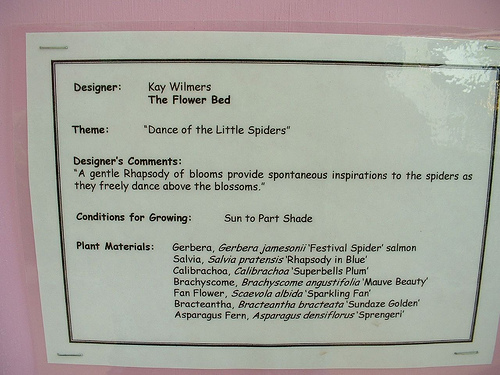 Designer: Kay Wilmers
The Flower Bed
Theme: "Dance of the Little Spiders"
Designer's Comments:
"A gentle Rhapsody of blooms provide spontaneous inspirations to the spiders as
they freely dance above the blossoms."
Conditions for Growing: Sun to Part Shade
Plant Materials: Gerbera, Gerbera jamesonii 'Festival Spider' salmon
Salvia, Salvia pratensis 'Rhapsody in Blue'
Calibrachoa, Calibrachoa 'Superbells Plum'
Brachyscome, Brachyscome angustifolia 'Mauve Beauty'
Fan Flower, Scaevola albida 'Sparkling Fan'
Bracteantha, Bracteantha bracteata 'Sundaze Golden'
Asparagus Fern, Asparagus densiflorus 'Sprengeri'